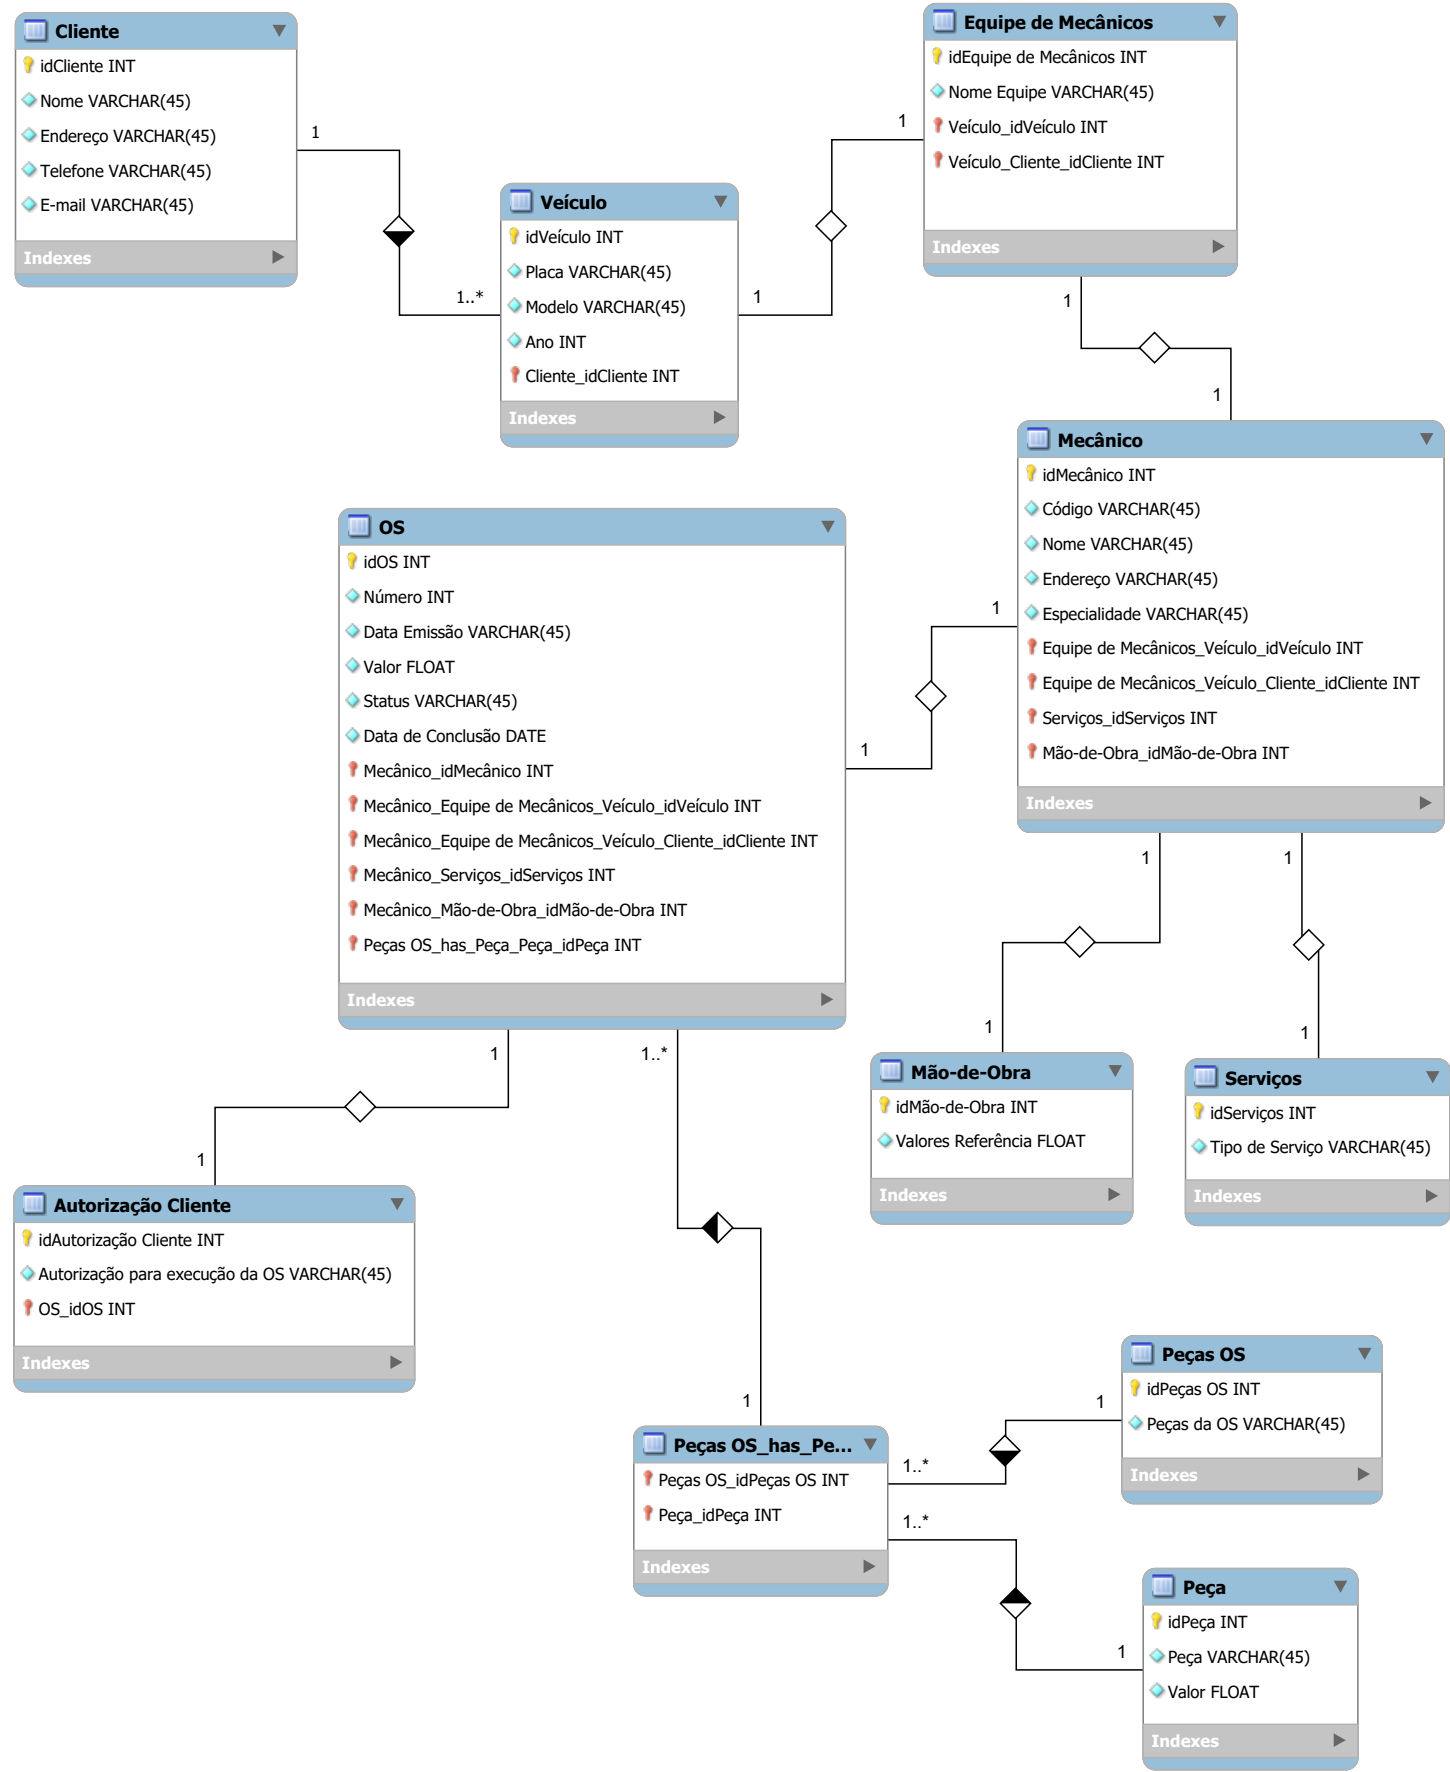 Cliente
idCliente INT
Nome VARCHAR(45)
Endereço VARCHAR(45)
Telefone VARCHAR(45)
E-mail VARCHAR(45)
Indexes
1
1..*
Veículo
idVeículo INT
Placa VARCHAR(45)
Modelo VARCHAR(45)
Ano INT
Cliente_idCliente INT
Indexes
1
1
Equipe de Mecânicos
idEquipe de Mecânicos INT
Nome Equipe VARCHAR(45)
Veículo_idVeículo INT
Veículo_Cliente_idCliente INT
Indexes
1
1
Mecânico
idMecânico INT
Código VARCHAR(45)
Nome VARCHAR(45)
Endereço VARCHAR(45)
Especialidade VARCHAR(45)
Equipe de Mecânicos_Veículo_idVeículo INT
Equipe de Mecânicos_Veículo_Cliente_idCliente INT
Serviços_idServiços INT
Mão-de-Obra_idMão-de-Obra INT
Indexes
1
1
OS
idOS INT
Número INT
Data Emissão VARCHAR(45)
Valor FLOAT
Status VARCHAR(45)
Data de Conclusão DATE
Mecânico_idMecânico INT
Mecânico_Equipe de Mecânicos_Veículo_idVeículo INT
Mecânico_Equipe de Mecânicos_Veículo_Cliente_idCliente INT
Mecânico_Serviços_idServiços INT
Mecânico_Mão-de-Obra_idMão-de-Obra INT
Peças OS_has_Peça_Peça_idPeça INT
Indexes
1
1
1
1
Mão-de-Obra
idMão-de-Obra INT
Valores Referência FLOAT
Indexes
Serviços
idServiços INT
Tipo de Serviço VARCHAR(45)
Indexes
1
1..*
1
Autorização Cliente
idAutorização Cliente INT
Autorização para execução da OS VARCHAR(45)
OS_idOS INT
Indexes
1
Peças OS_has_Pe...
Peças OS_idPeças OS INT
Peça_idPeça INT
Indexes
1..*
1
1..*
1
Peças OS
idPeças OS INT
Peças da OS VARCHAR(45)
Indexes
Peça
idPeça INT
Peça VARCHAR(45)
Valor FLOAT
Indexes